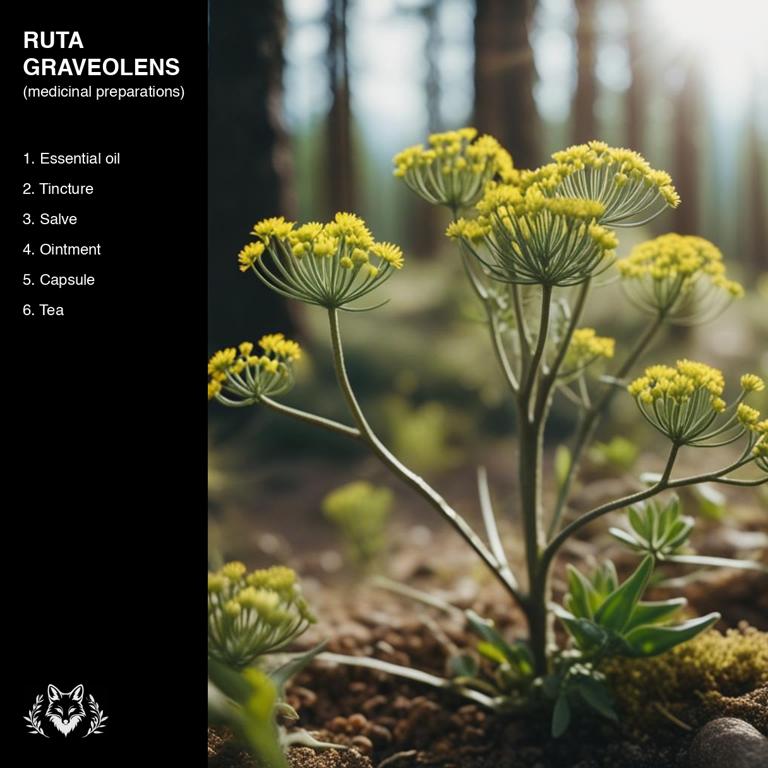 RUTA
GRAVEOLENS
(medicinal preparations)
1. Essential oil
2. Tincture
3. Salve
4. Ointment
5. Capsule
6. Tea